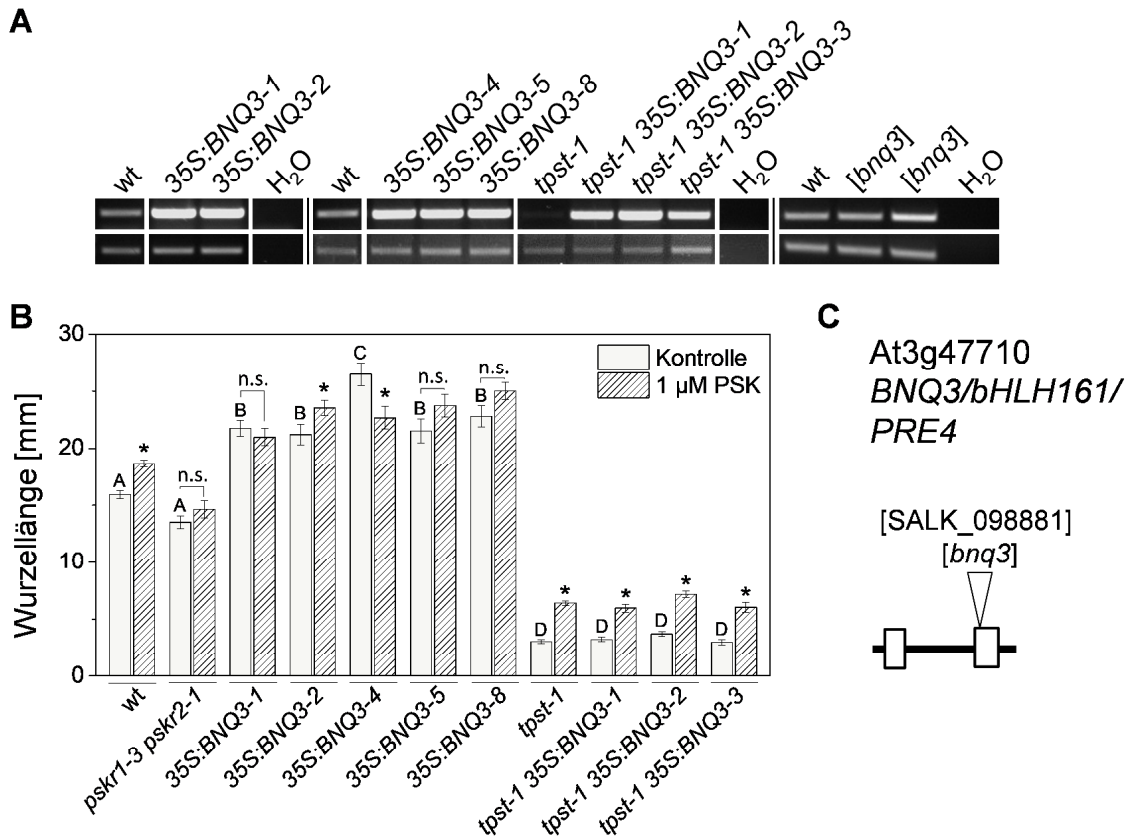 A
wt
35S:BNQ3-1
35S:BNQ3-2
H₂O
wt
35S:BNQ3-4
35S:BNQ3-5
35S:BNQ3-8
tpst-1
tpst-1 35S:BNQ3-1
tpst-1 35S:BNQ3-2
tpst-1 35S:BNQ3-3
H₂O
wt
[bnq3]
[bnq3]
H₂O
B
Wurzellänge [mm]
30
20
10
0
Kontrolle
1 µM PSK
A *
A n.s.
B n.s.
B *
C *
B n.s.
B n.s.
D *
D *
D *
D *
wt
pskr1-3 pskr2-1
35S:BNQ3-1
35S:BNQ3-2
35S:BNQ3-4
35S:BNQ3-5
35S:BNQ3-8
tpst-1
tpst-1 35S:BNQ3-1
tpst-1 35S:BNQ3-2
tpst-1 35S:BNQ3-3
C
At3g47710
BNQ3/bHLH161/
PRE4
[SALK_098881]
[bnq3]